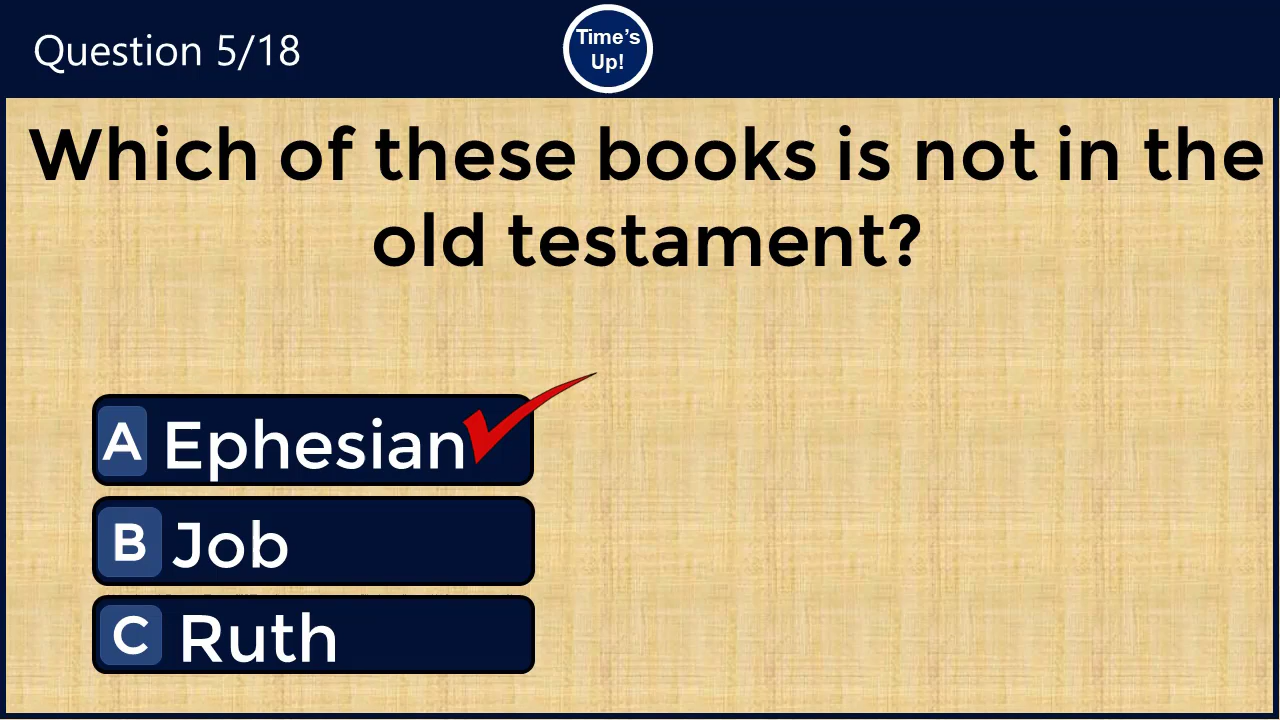 Question 5/18
Time's
Up!
Which of these books is not in the
old testament?
A Ephesian
B Job
C Ruth